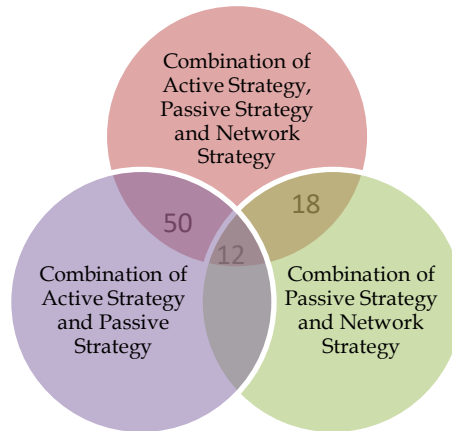 Combination of
Active Strategy,
Passive Strategy
and Network
Strategy
50
18
12
Combination of
Active Strategy
and Passive
Strategy
Combination of
Passive Strategy
and Network
Strategy